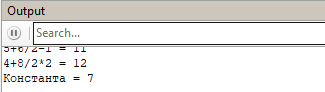 Output
Search...
5+6/2-1 = 11
4+8/2*2 = 12
Константа = 7